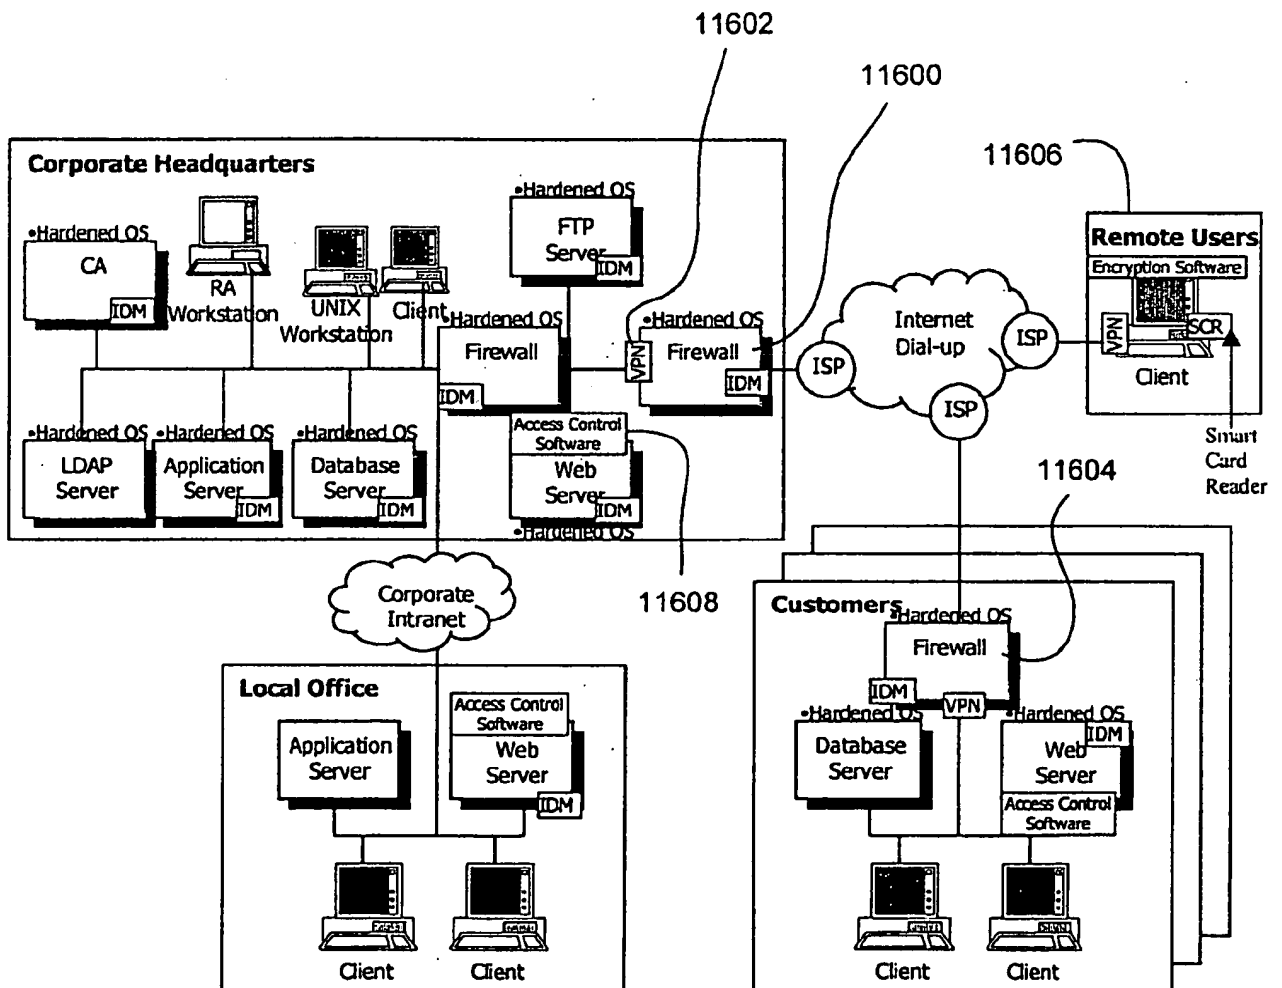 11602
11600
11606
Corporate Headquarters
•Hardened OS
CA
IDM
RA
Workstation
UNIX
Workstation
Client
•Hardened OS
FTP
Server
IDM
•Hardened OS
Firewall
IDM
VPN
•Hardened OS
Firewall
IDM
ISP
Internet
Dial-up
ISP
ISP
Remote Users
Encryption Software
VPN
SCR
Client
Smart
Card
Reader
•Hardened OS
LDAP
Server
•Hardened OS
Application
Server
IDM
•Hardened OS
Database
Server
IDM
Access Control
Software
Web
Server
IDM
•Hardened OS
11604
11608
Corporate
Intranet
Local Office
Application
Server
Access Control
Software
Web
Server
IDM
Client
Client
Customers
•Hardened OS
Firewall
IDM
VPN
•Hardened OS
Database
Server
•Hardened OS
IDM
Web
Server
Access Control
Software
Client
Client